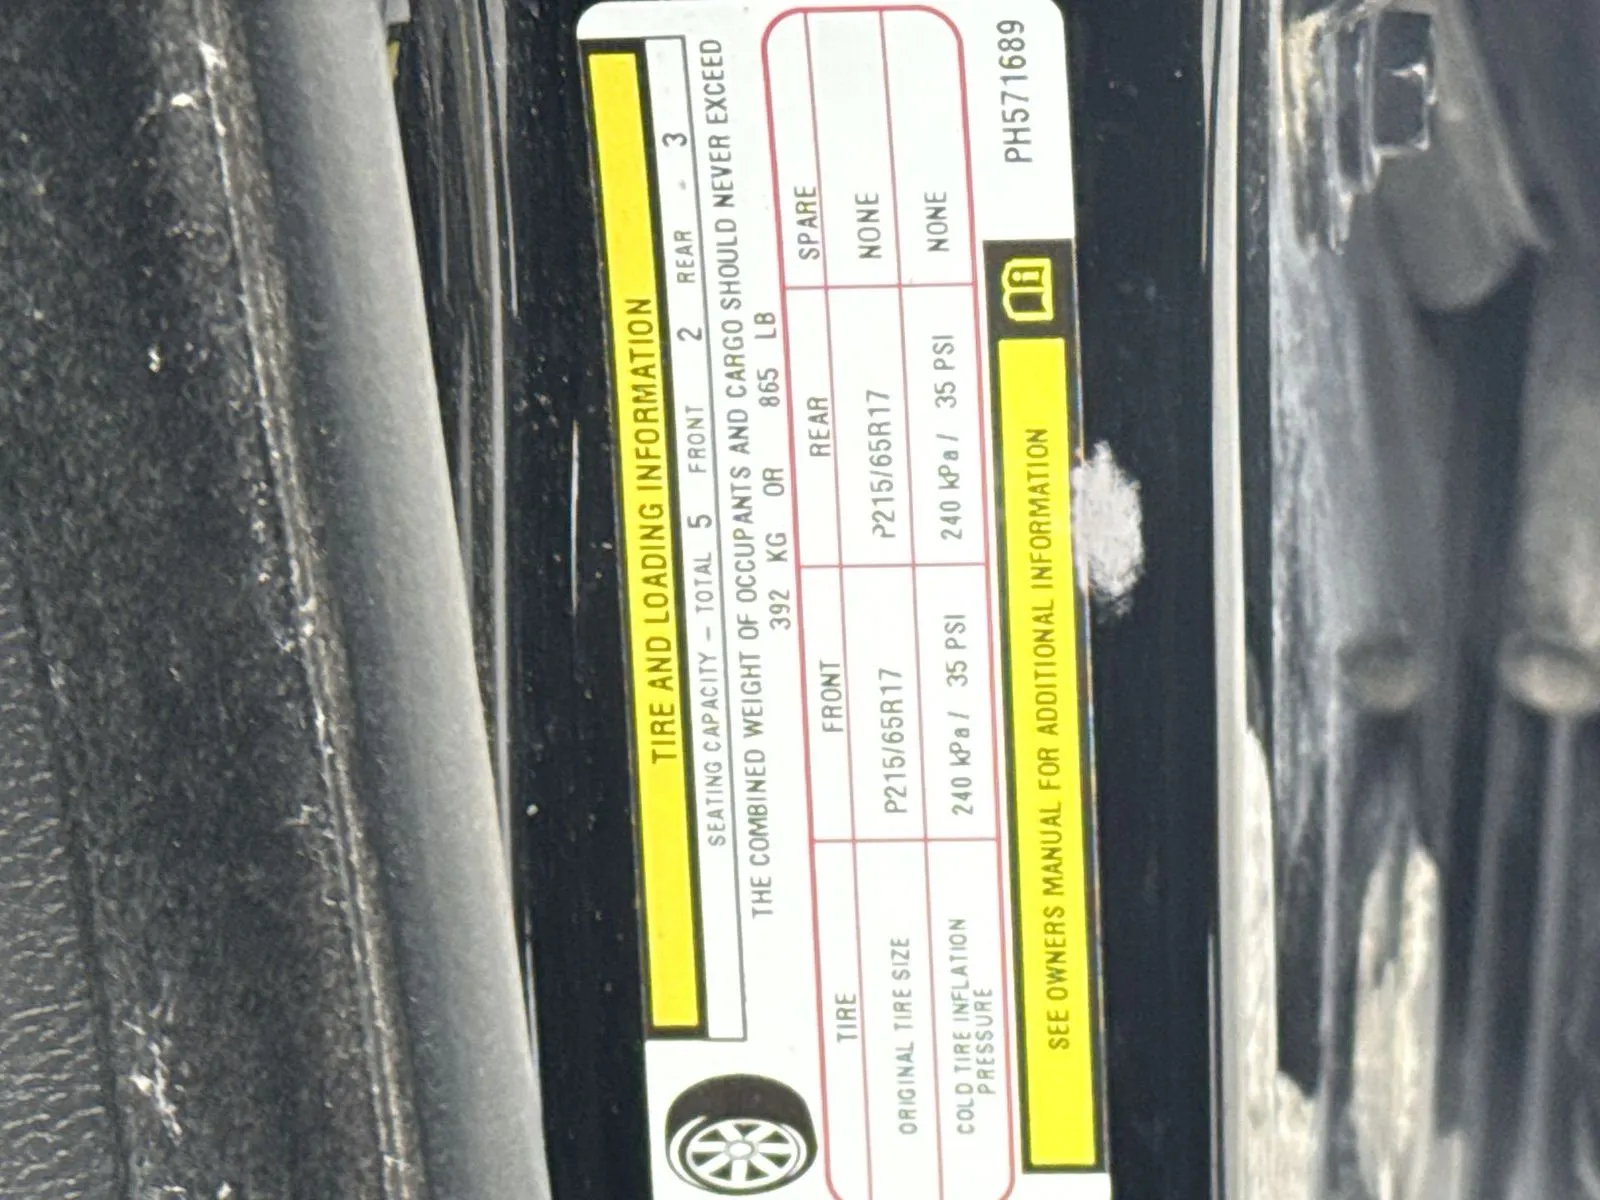 TIRE AND LOADING INFORMATION
SEATING CAPACITY – TOTAL 5 FRONT 2 REAR 3
THE COMBINED WEIGHT OF OCCUPANTS AND CARGO SHOULD NEVER EXCEED
392 KG OR 865 LB
TIRE FRONT REAR SPARE
ORIGINAL TIRE SIZE P215/65R17 P215/65R17 NONE
COLD TIRE INFLATION PRESSURE 240 kPa / 35 PSI 240 kPa / 35 PSI NONE
SEE OWNERS MANUAL FOR ADDITIONAL INFORMATION
PH571689